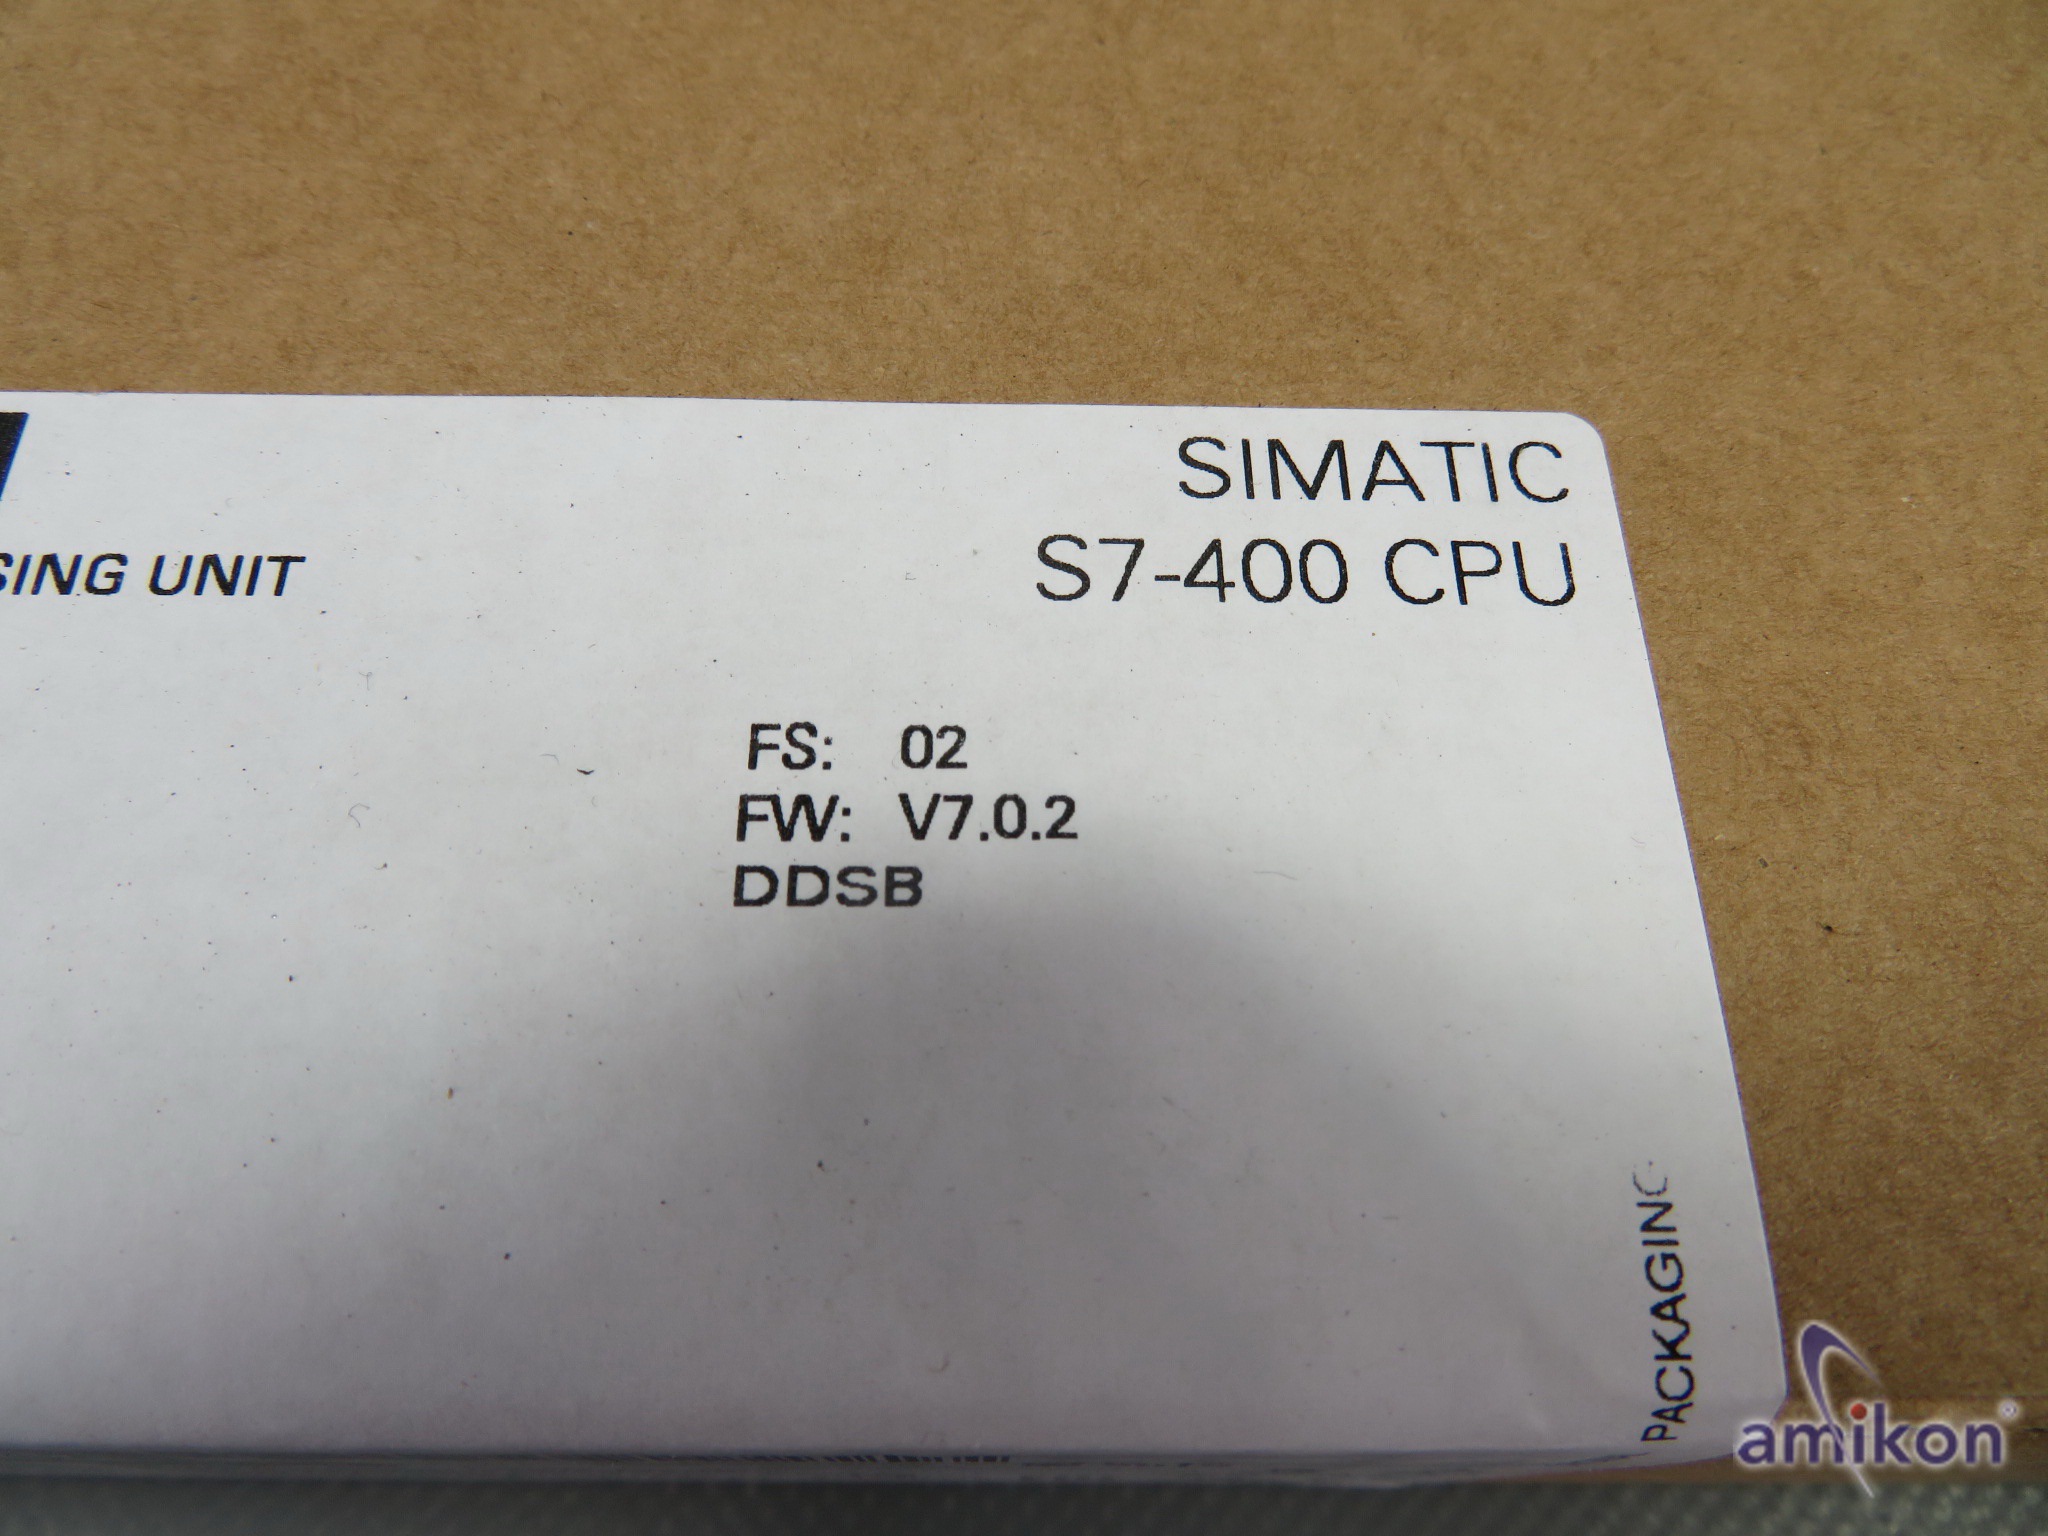 SIMATIC
S7-400 CPU
SING UNIT
FS: 02
FW: V7.0.2
DDSB
PACKAGING
amikon®